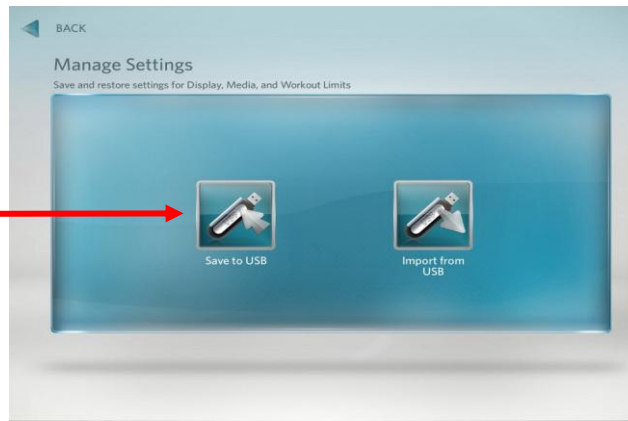 BACK
Manage Settings
Save and restore settings for Display, Media, and Workout Limits
Save to USB
Import from
USB